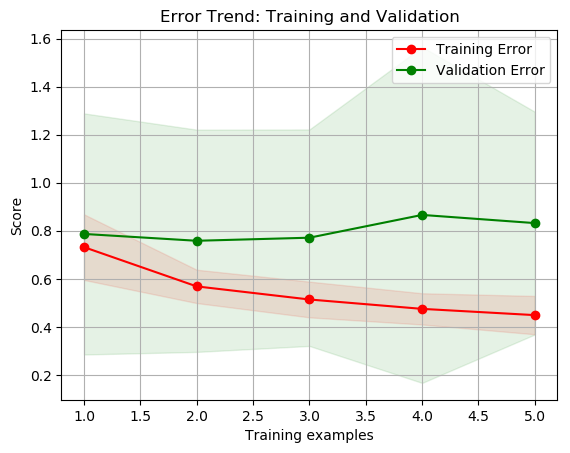 Error Trend: Training and Validation
Training Error
Validation Error
Score
1.6
1.4
1.2
1.0
0.8
0.6
0.4
0.2
1.0 1.5 2.0 2.5 3.0 3.5 4.0 4.5 5.0
Training examples